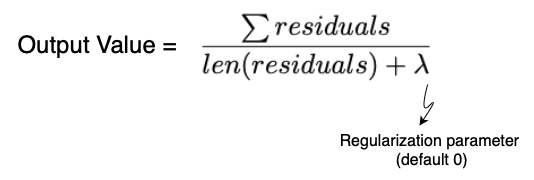 Output Value = ∑ residuals / len(residuals) + λ
Regularization parameter
(default 0)